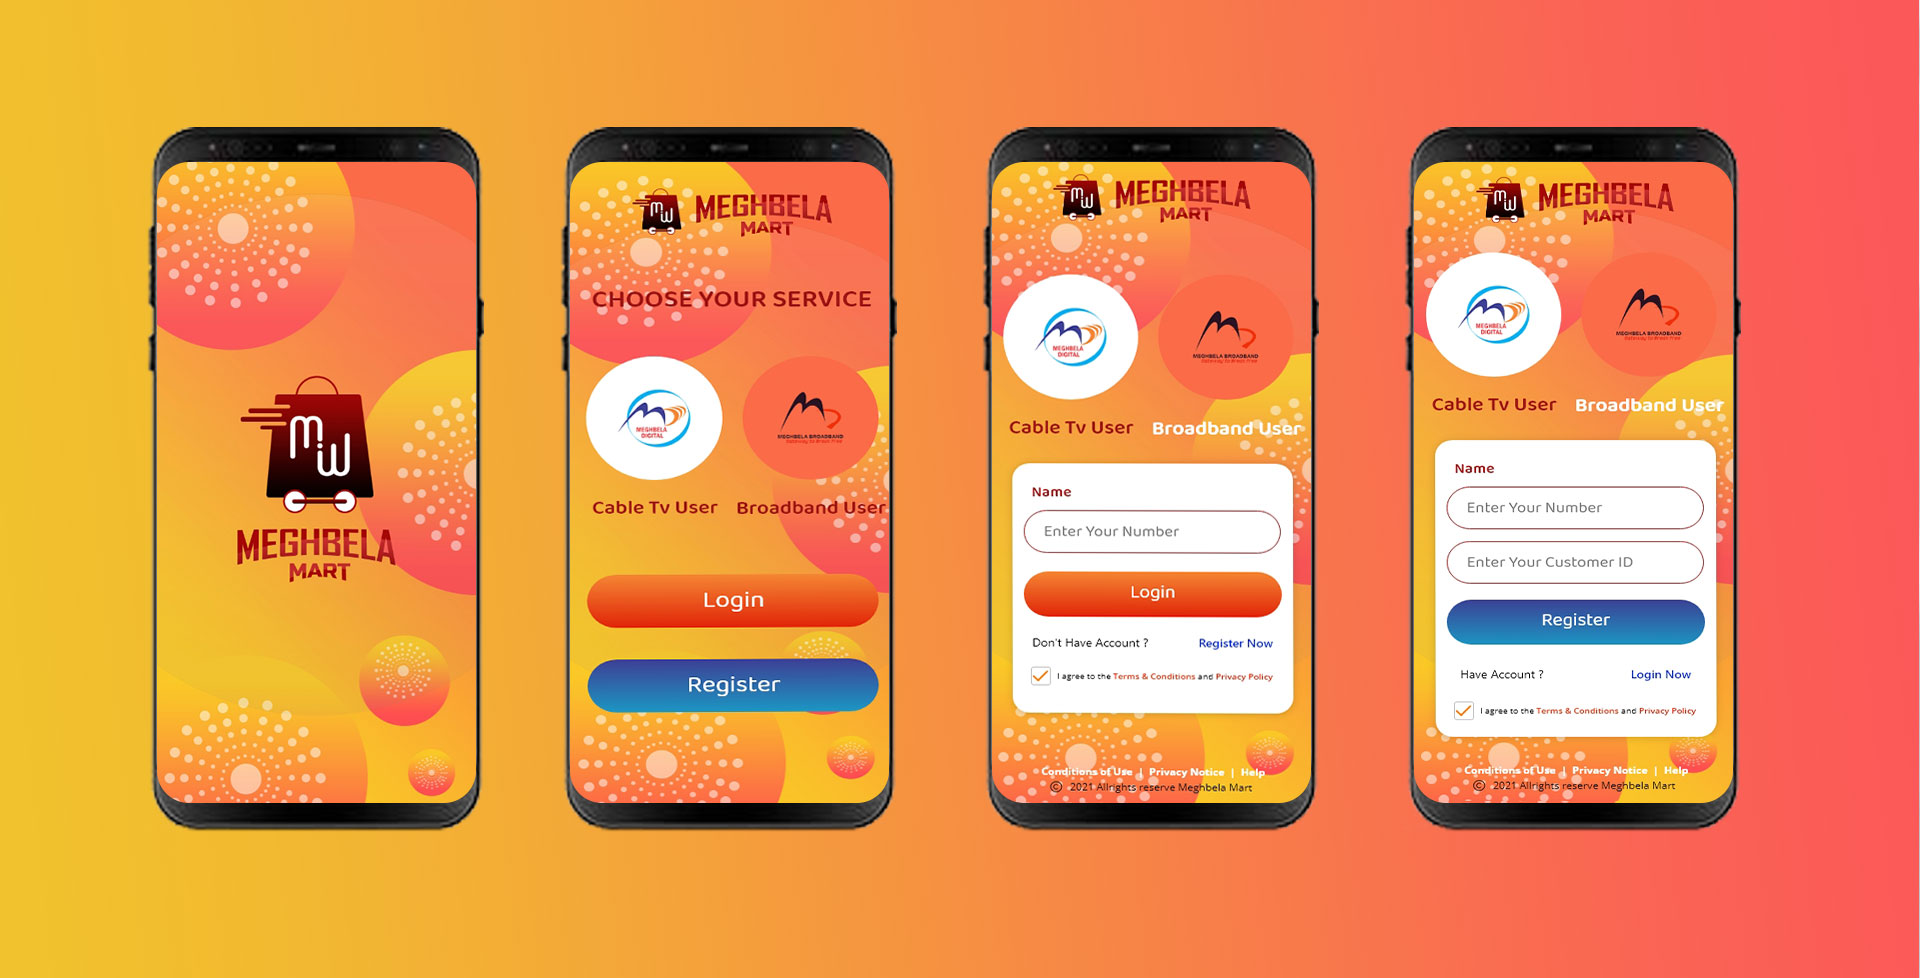 mw
MEGHBELA
MART
mw
MEGHBELA
MART
CHOOSE YOUR SERVICE
MEGHBELA
DIGITAL
MEGHBELA BROADBAND
Cable Tv User
Broadband User
Login
Register
mw
MEGHBELA
MART
MEGHBELA
DIGITAL
MEGHBELA BROADBAND
Cable Tv User
Broadband User
Name
Enter Your Number
Login
Don't Have Account ?
Register Now
I agree to the Terms & Conditions and Privacy Policy
Conditions of Use | Privacy Notice | Help
© 2021 Allrights reserve Meghbela Mart
mw
MEGHBELA
MART
MEGHBELA
DIGITAL
MEGHBELA BROADBAND
Cable Tv User
Broadband User
Name
Enter Your Number
Enter Your Customer ID
Register
Have Account ?
Login Now
I agree to the Terms & Conditions and Privacy Policy
Conditions of Use | Privacy Notice | Help
© 2021 Allrights reserve Meghbela Mart